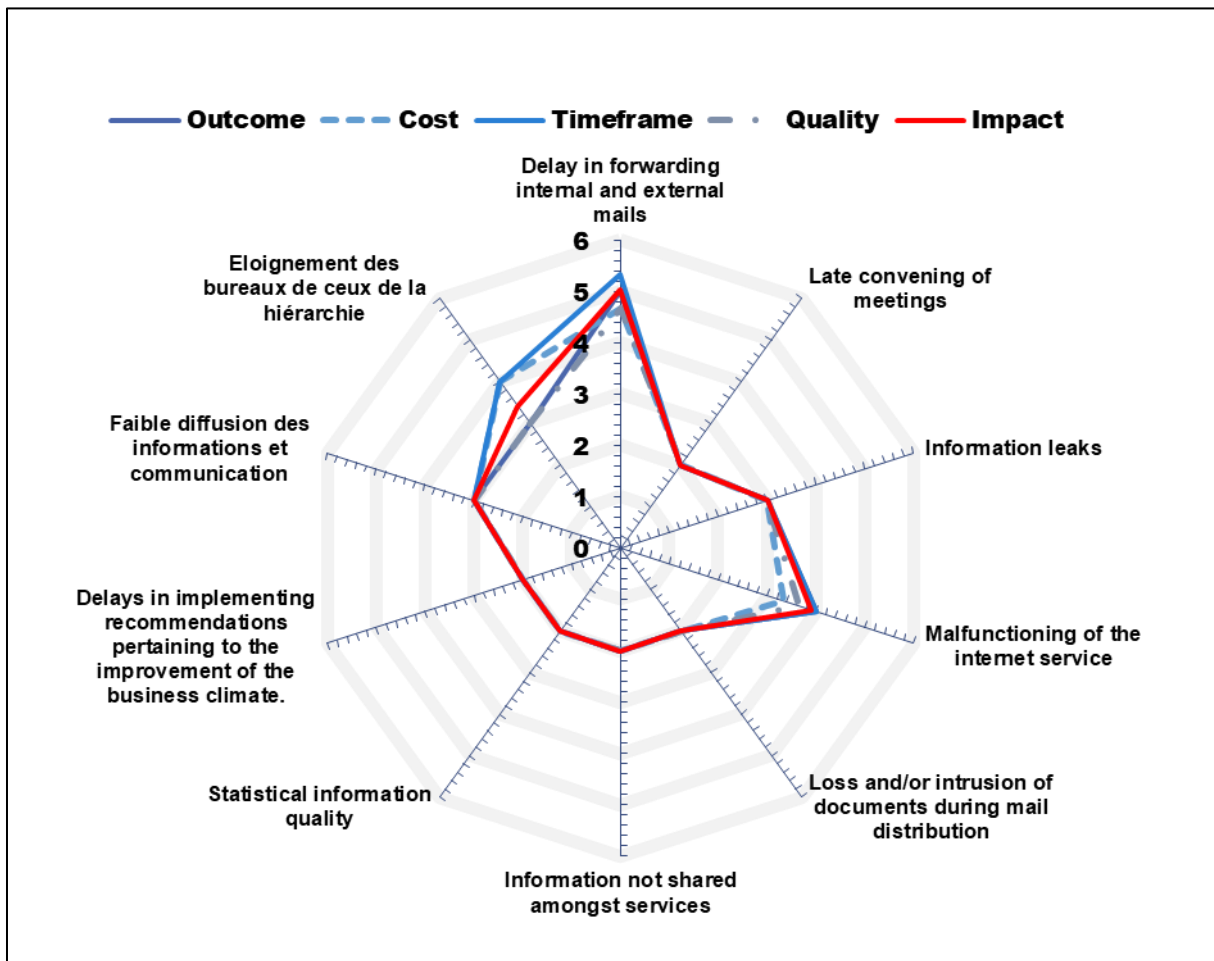 Outcome Cost Timeframe Quality Impact
Delay in forwarding
internal and external
mails
Late convening of
meetings
Information leaks
Malfunctioning of the
internet service
Loss and/or intrusion of
documents during mail
distribution
Information not shared
amongst services
Statistical information
quality
Delays in implementing
recommendations
pertaining to the
improvement of the
business climate.
Faible diffusion des
informations et
communication
Eloignement des
bureaux de ceux de la
hiérarchie
6
5
4
3
2
1
0